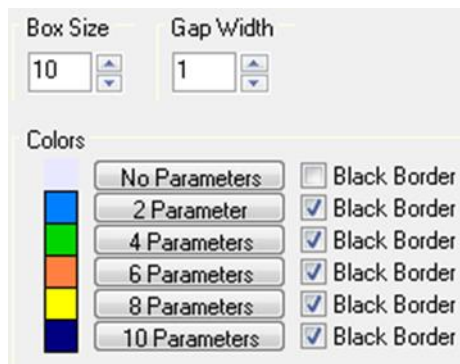 Box Size Gap Width
10 1
Colors
No Parameters Black Border
2 Parameter Black Border
4 Parameters Black Border
6 Parameters Black Border
8 Parameters Black Border
10 Parameters Black Border